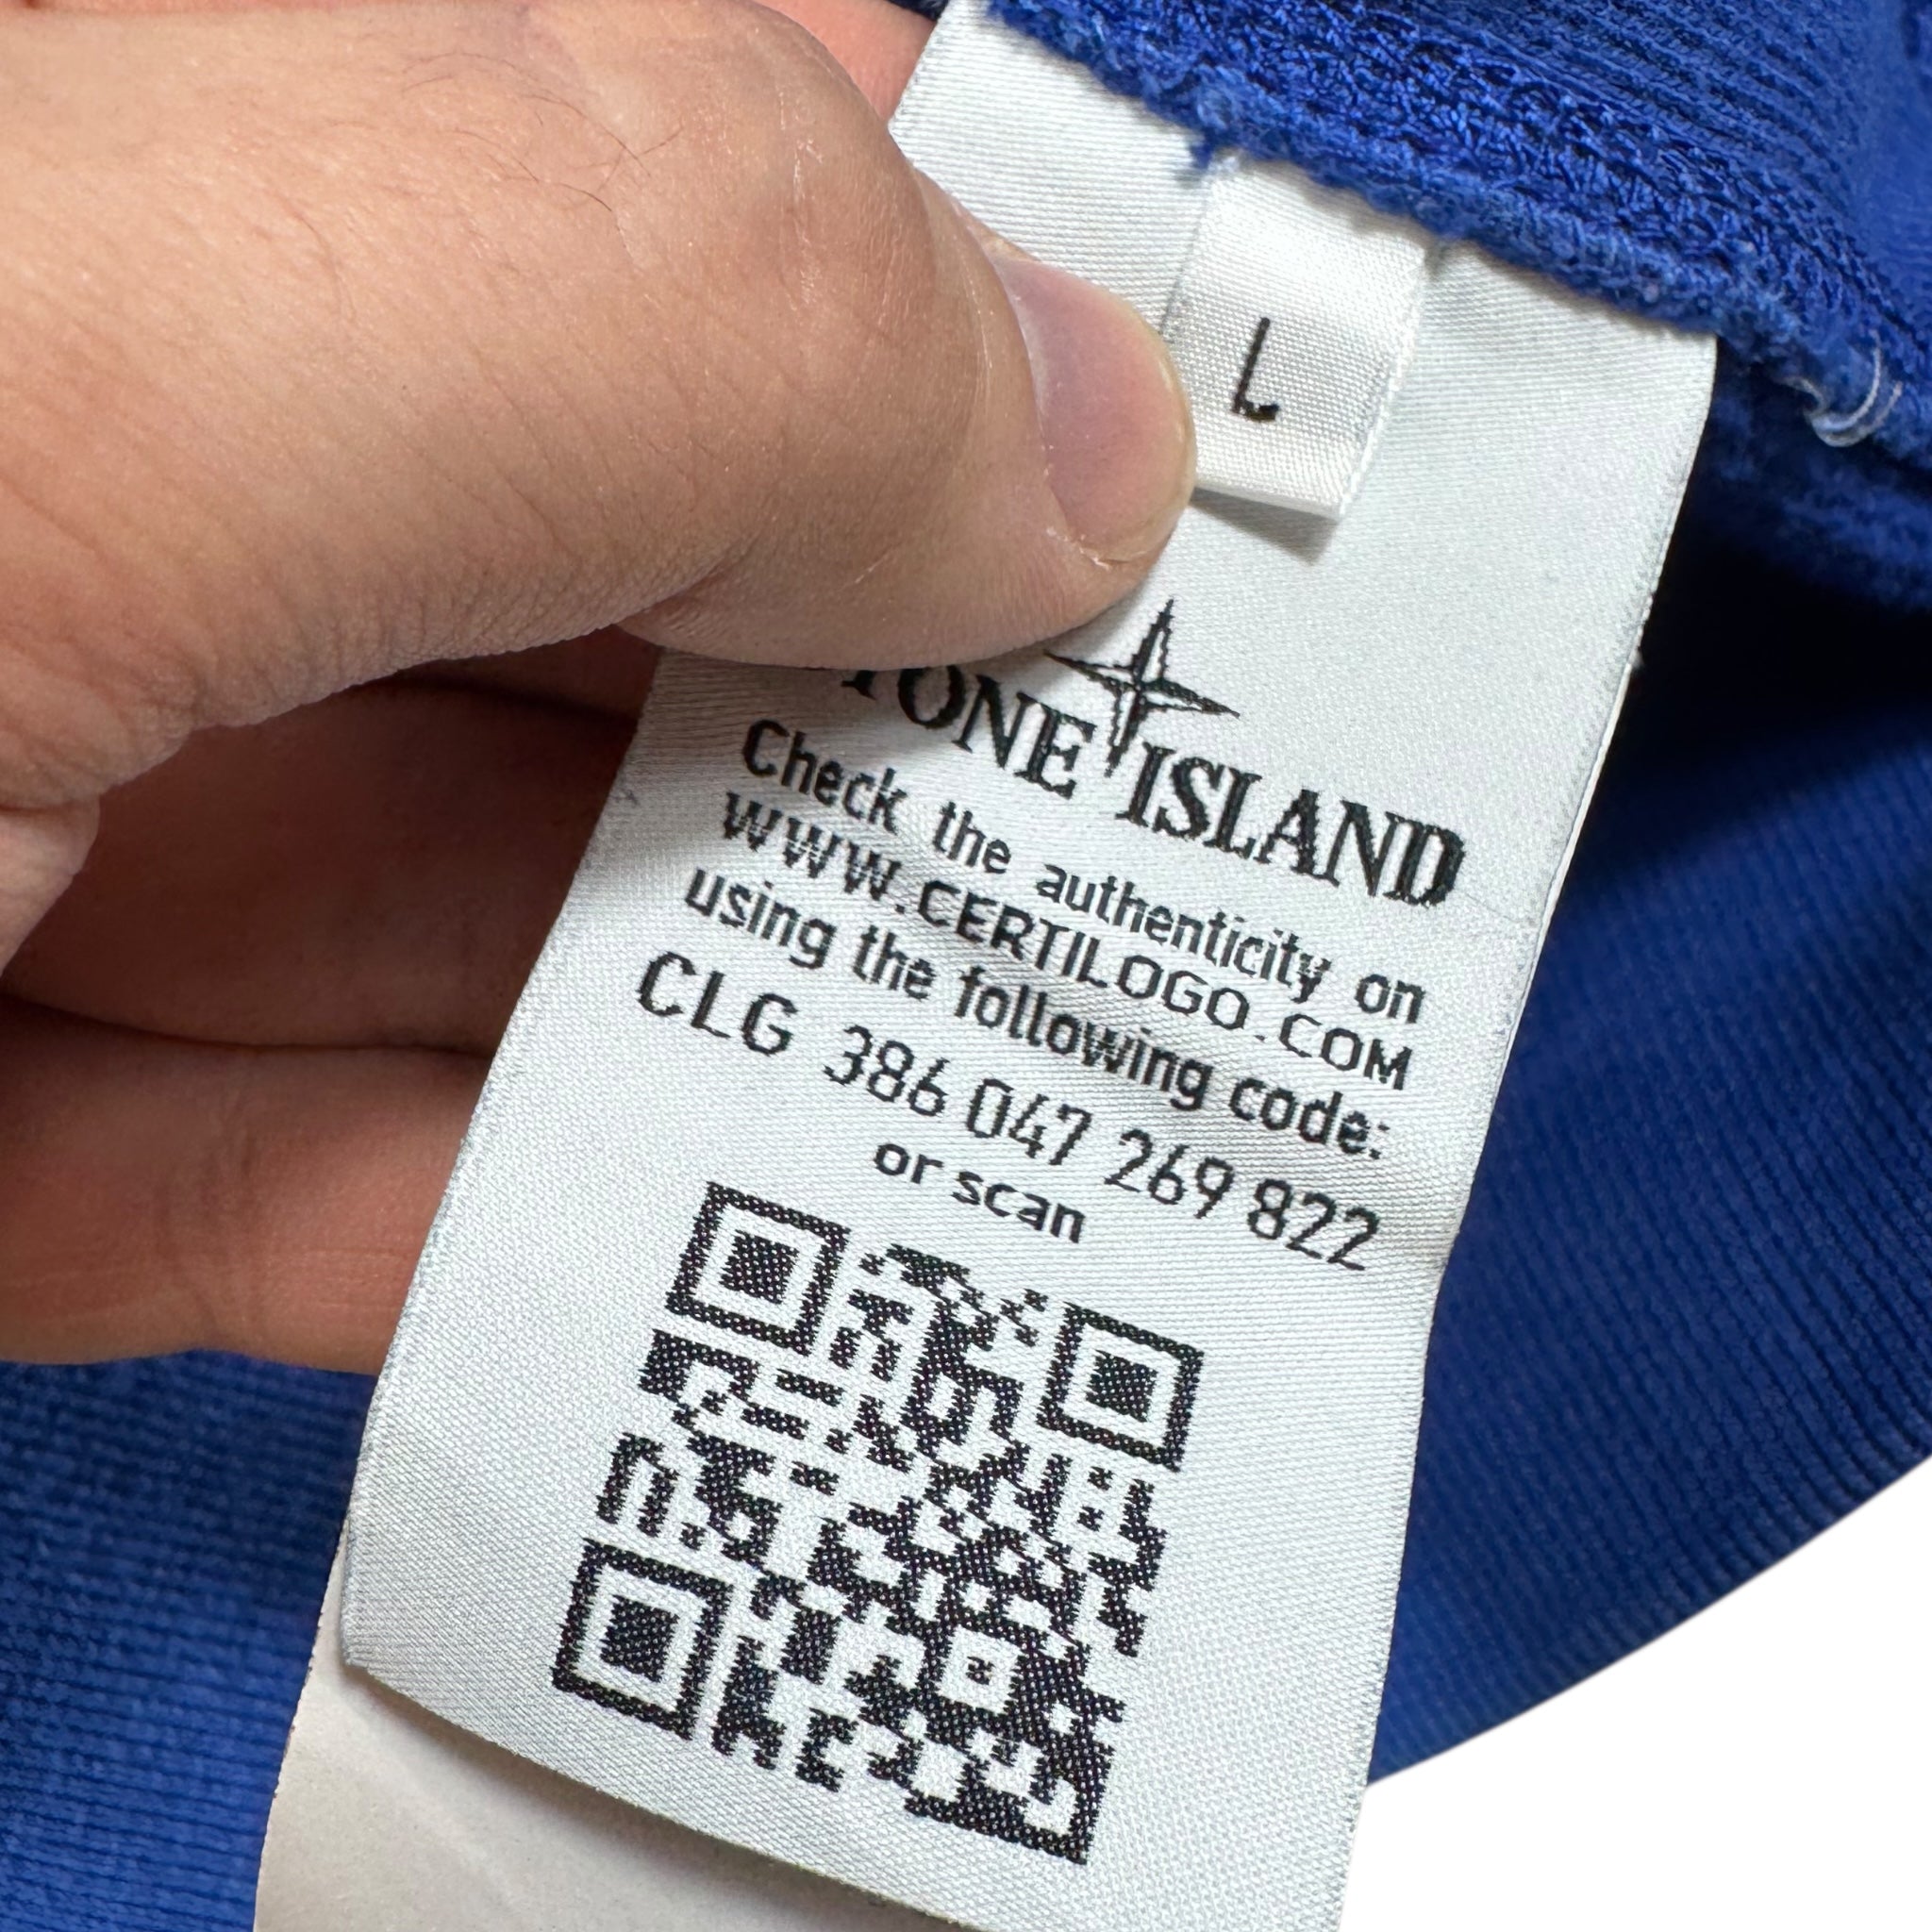 L
TONE ISLAND
Check the authenticity on
WWW.CERTILOGO.COM
using the following code:
CLG 386 047 269 822
or scan